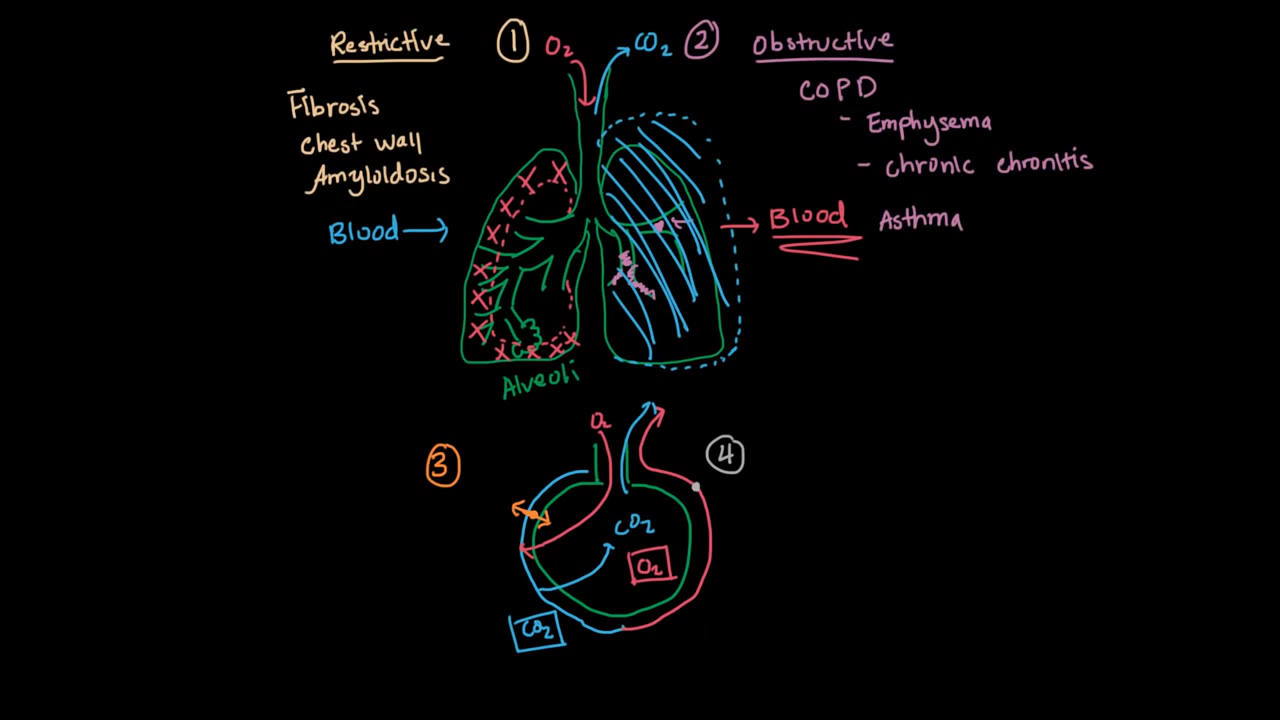 Restrictive
1
O2
CO2
2
Obstructive
COPD
Fibrosis
- Emphysema
chest wall
- chronic chronitis
Amyloidosis
Blood
Blood
Asthma
Alveoli
O2
3
4
CO2
O2
CO2